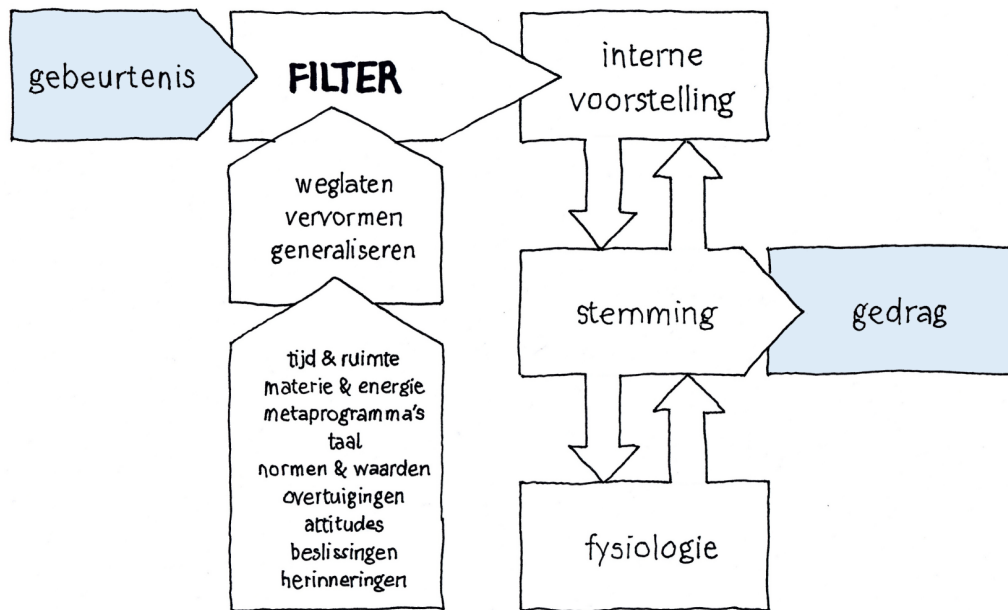 gebeurtenis
FILTER
interne
voorstelling
weglaten
vervormen
generaliseren
stemming
gedrag
tijd & ruimte
materie & energie
metaprogramma's
taal
normen & waarden
overtuigingen
attitudes
beslissingen
herinneringen
fysiologie